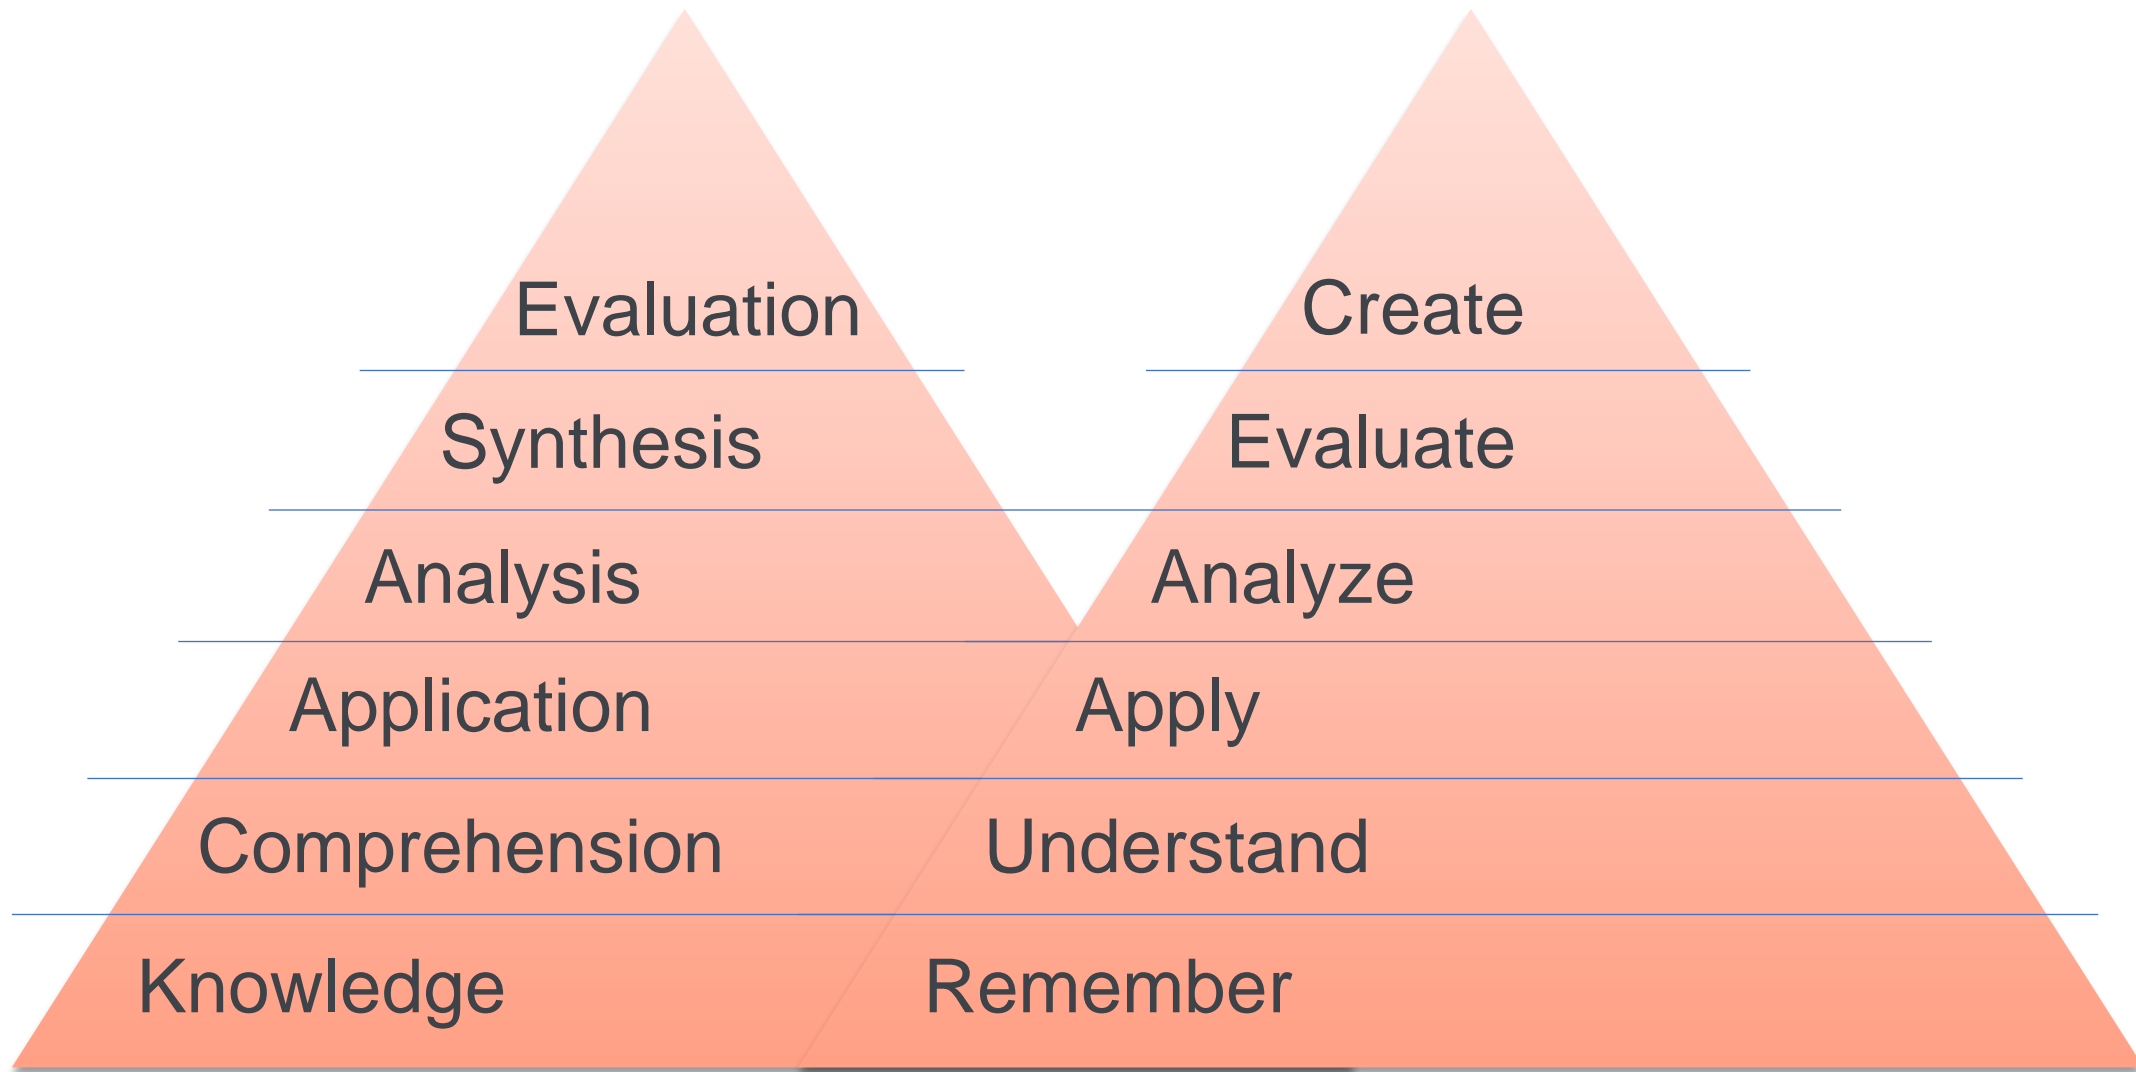 Evaluation
Create
Synthesis
Evaluate
Analysis
Analyze
Application
Apply
Comprehension
Understand
Knowledge
Remember